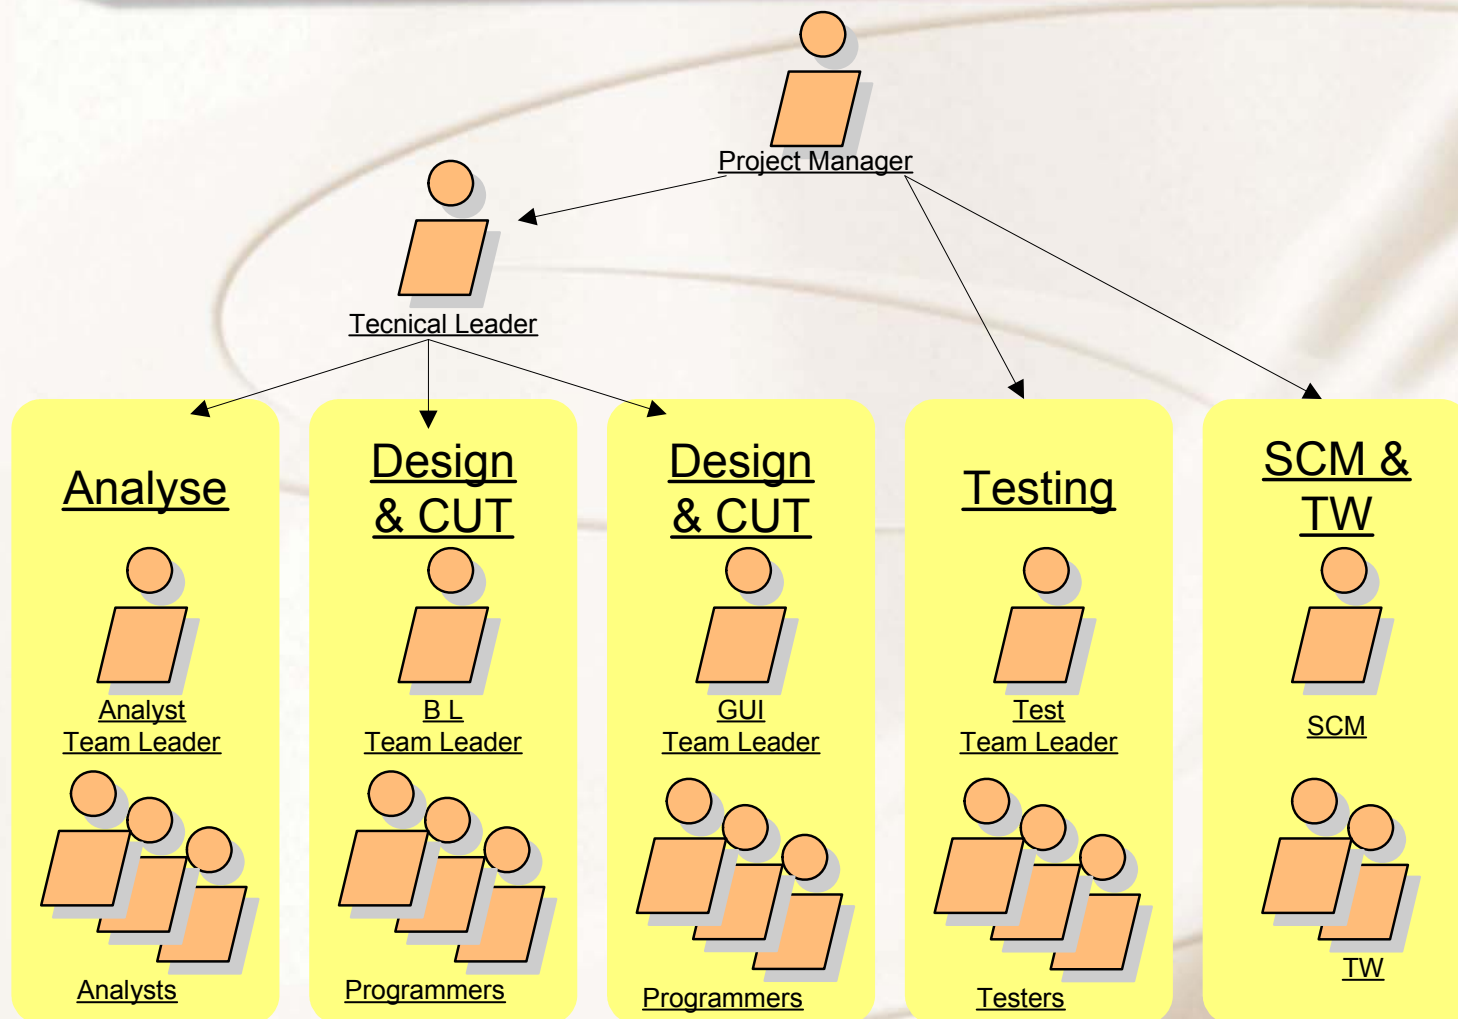 Project Manager
Tecnical Leader
Analyse
Design
& CUT
Design
& CUT
Testing
SCM &
TW
Analyst
Team Leader
B L
Team Leader
GUI
Team Leader
Test
Team Leader
SCM
Analysts
Programmers
Programmers
Testers
TW